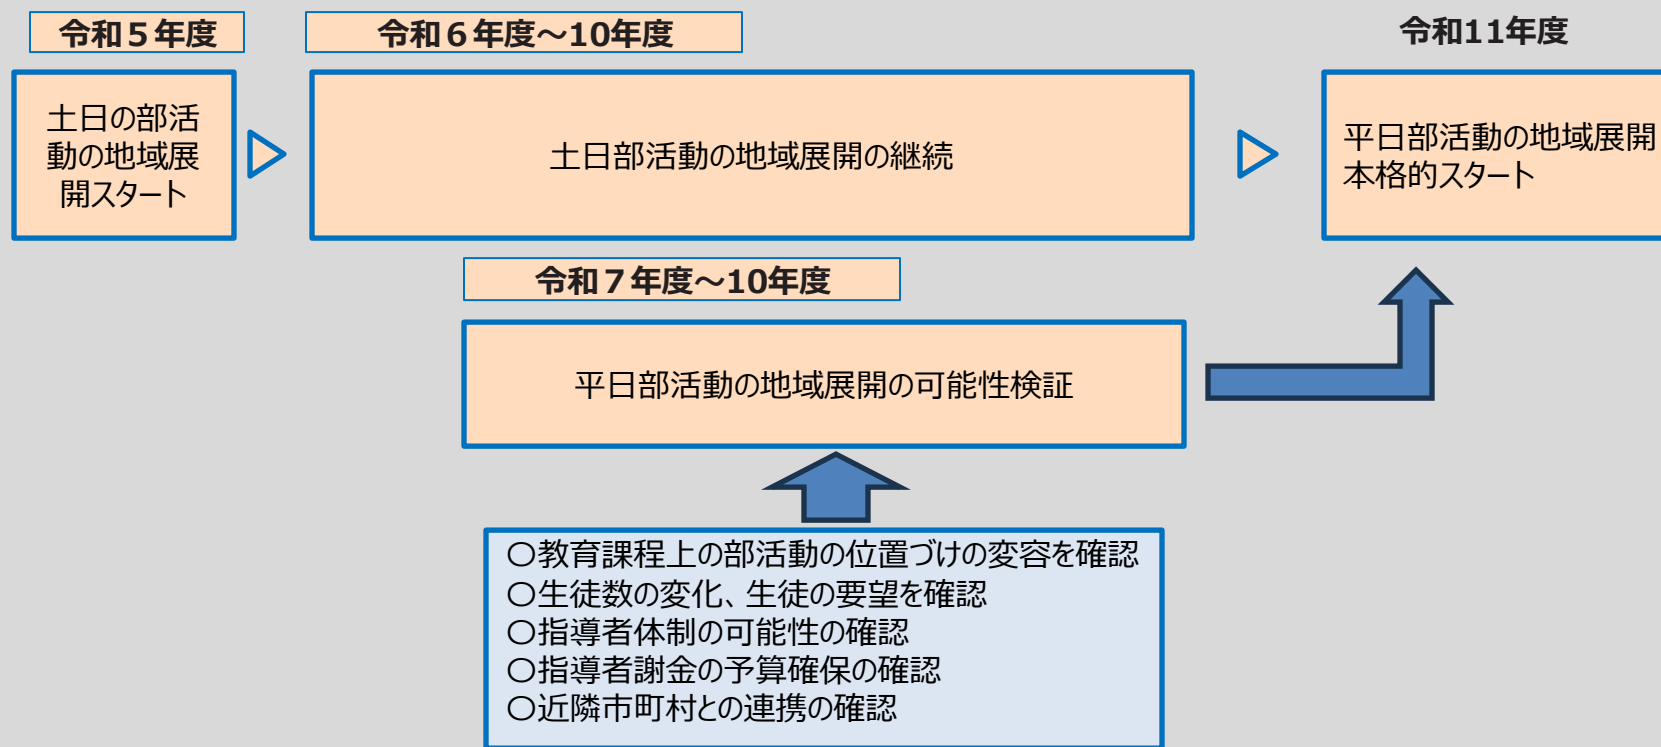 令和５年度
令和６年度～10年度
令和11年度
土日の部活
動の地域展
開スタート
土日部活動の地域展開の継続
平日部活動の地域展開
本格的スタート
令和７年度～10年度
平日部活動の地域展開の可能性検証
〇教育課程上の部活動の位置づけの変容を確認
〇生徒数の変化、生徒の要望を確認
〇指導者体制の可能性の確認
〇指導者謝金の予算確保の確認
〇近隣市町村との連携の確認